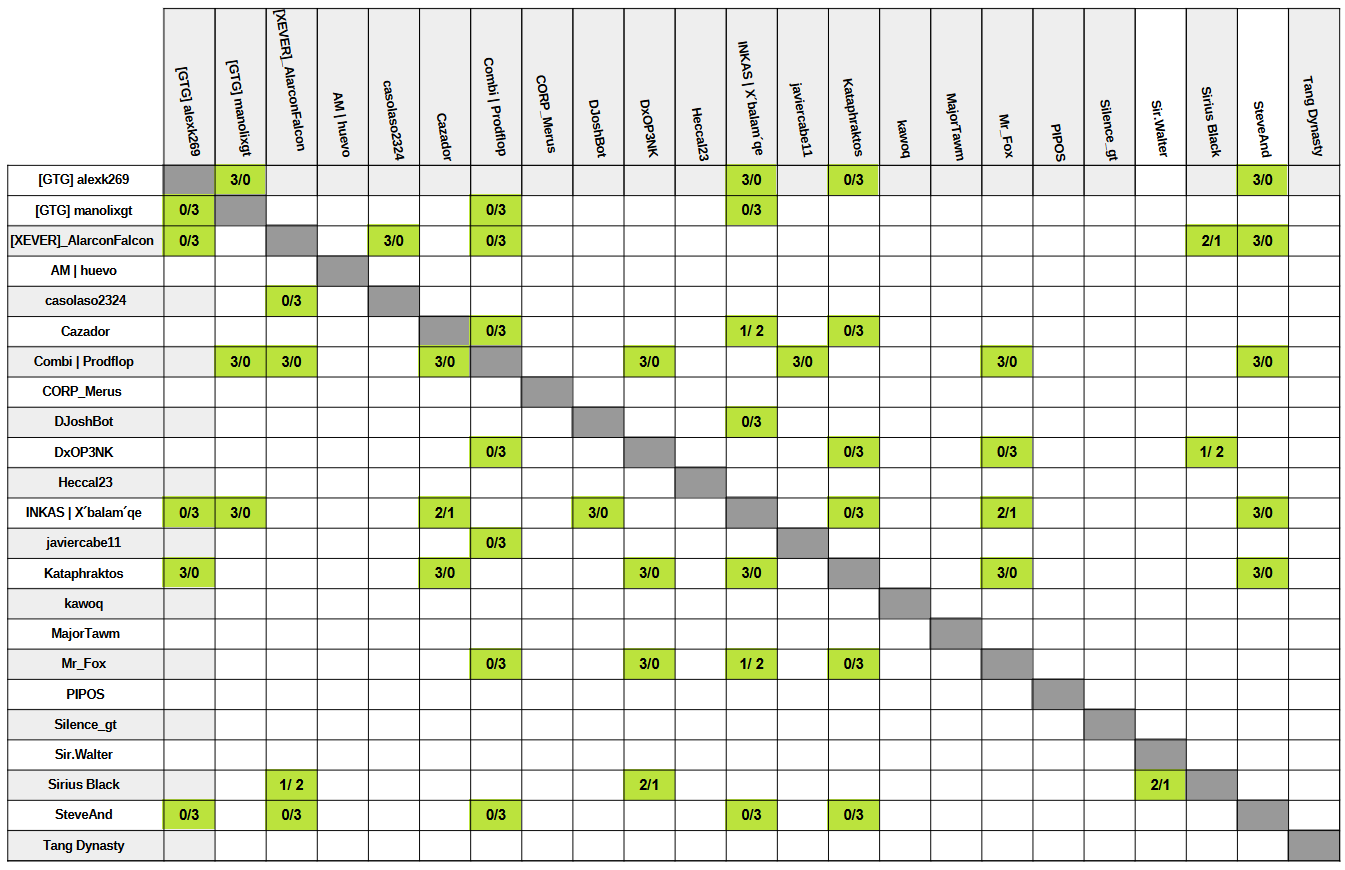 [GTG] alexk269 [GTG] manolixgt [XEVER]_AlarconFalcon AM | huevo casolaso2324 Cazador Combi | Prodflop CORP_Merus DJoshBot DxOP3NK Heccal23 INKAS | X´balam´qe javiercabe11 Kataphraktos kawoq MajorTawm Mr_Fox PIPOS Silence_gt Sir.Walter Sirius Black SteveAnd Tang Dynasty
[GTG] alexk269 3/0 3/0 0/3 3/0
[GTG] manolixgt 0/3 0/3 0/3
[XEVER]_AlarconFalcon 0/3 3/0 0/3 2/1 3/0
AM | huevo
casolaso2324 0/3
Cazador 0/3 1/ 2 0/3
Combi | Prodflop 3/0 3/0 3/0 3/0 3/0 3/0 3/0
CORP_Merus
DJoshBot 0/3
DxOP3NK 0/3 0/3 0/3 1/ 2
Heccal23
INKAS | X´balam´qe 0/3 3/0 2/1 3/0 0/3 2/1 3/0
javiercabe11 0/3
Kataphraktos 3/0 3/0 3/0 3/0 3/0 3/0
kawoq
MajorTawm
Mr_Fox 0/3 3/0 1/ 2 0/3
PIPOS
Silence_gt
Sir.Walter
Sirius Black 1/ 2 2/1 2/1
SteveAnd 0/3 0/3 0/3 0/3 0/3
Tang Dynasty